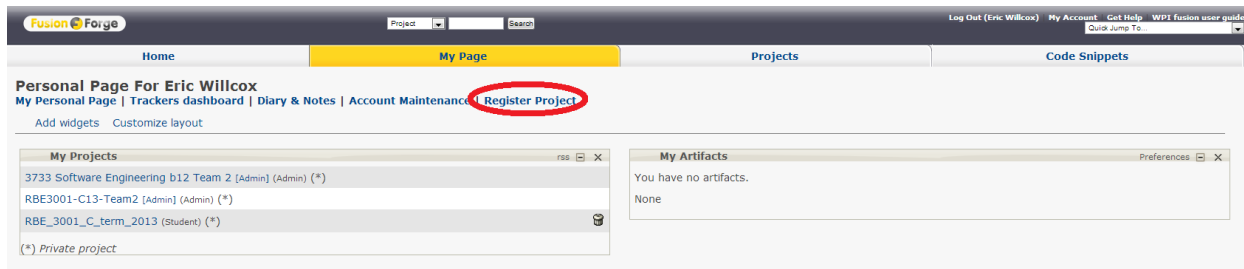 Fusion Forge
Project Search
Log Out (Eric Willcox) My Account Get Help WPI fusion user guide
Quick Jump To...
Home My Page Projects Code Snippets
Personal Page For Eric Willcox
My Personal Page | Trackers dashboard | Diary & Notes | Account Maintenance | Register Project
Add widgets Customize layout
My Projects rss
My Artifacts Preferences
3733 Software Engineering b12 Team 2 [Admin] (Admin) (*)
You have no artifacts.
RBE3001-C13-Team2 [Admin] (Admin) (*)
None
RBE_3001_C_term_2013 (Student) (*)
(*) Private project